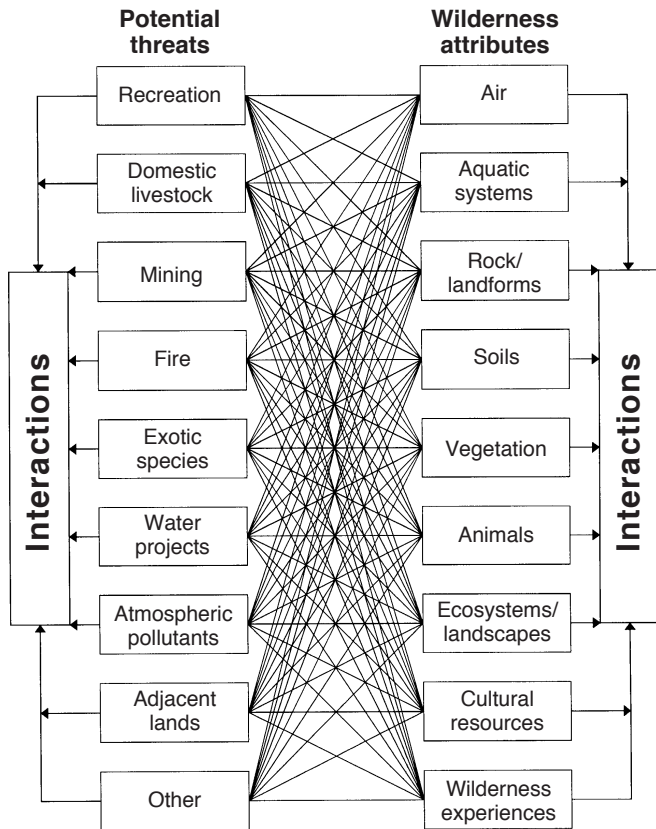 Potential
threats
Wilderness
attributes
Recreation
Air
Domestic
livestock
Aquatic
systems
Mining
Rock/
landforms
Fire
Soils
Exotic
species
Vegetation
Water
projects
Animals
Atmospheric
pollutants
Ecosystems/
landscapes
Adjacent
lands
Cultural
resources
Other
Wilderness
experiences
Interactions
Interactions